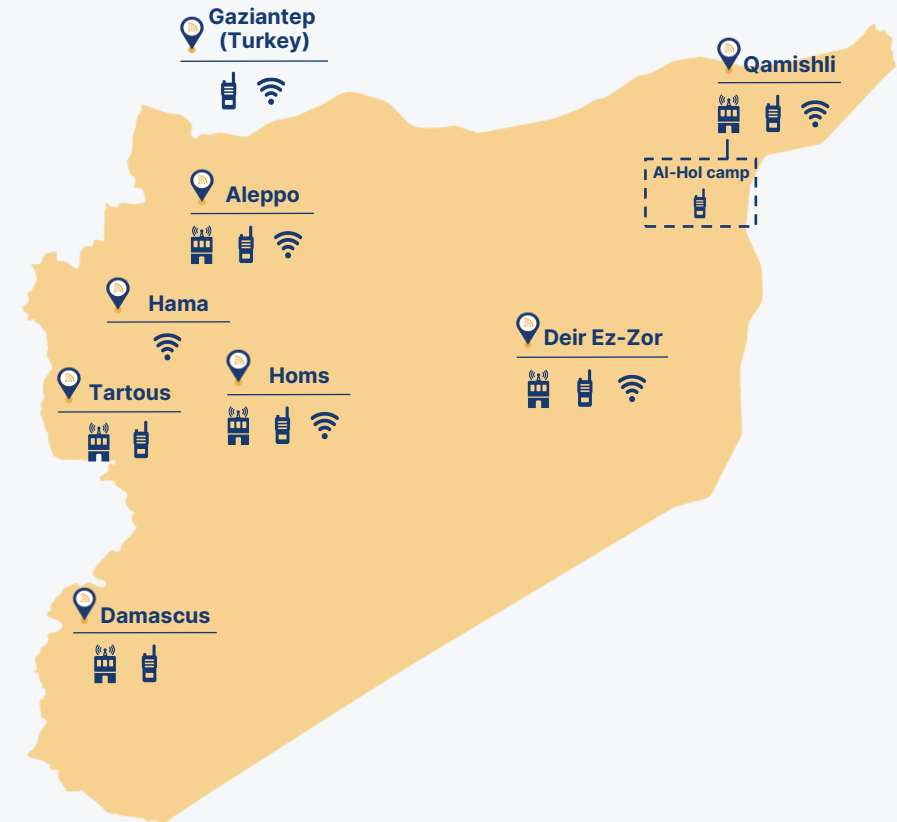 Gaziantep
(Turkey)
Qamishli
Al-Hol camp
Aleppo
Hama
Deir Ez-Zor
Homs
Tartous
Damascus